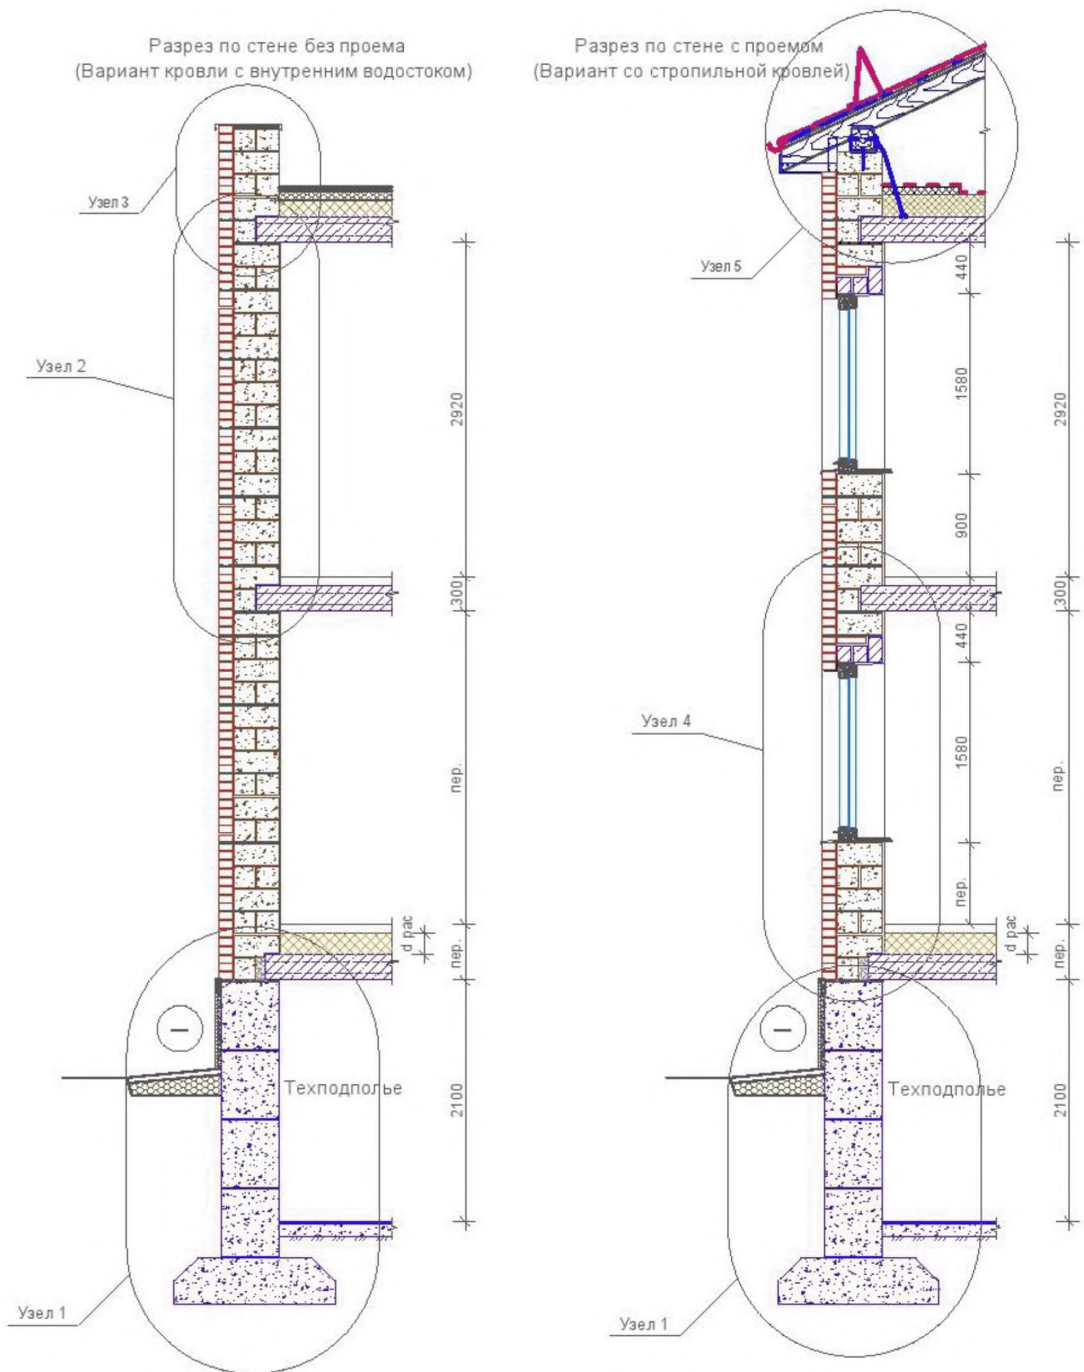 Разрез по стене без проема
(Вариант кровли с внутренним водостоком)
Узел 3
Узел 2
2920
300
пер.
d рас
пер.
Техподполье
2100
Узел 1
Разрез по стене с проемом
(Вариант со стропильной кровлей)
Узел 5
440
1580
2920
900
300
440
Узел 4
1580
пер.
пер.
d рас
пер.
Техподполье
2100
Узел 1